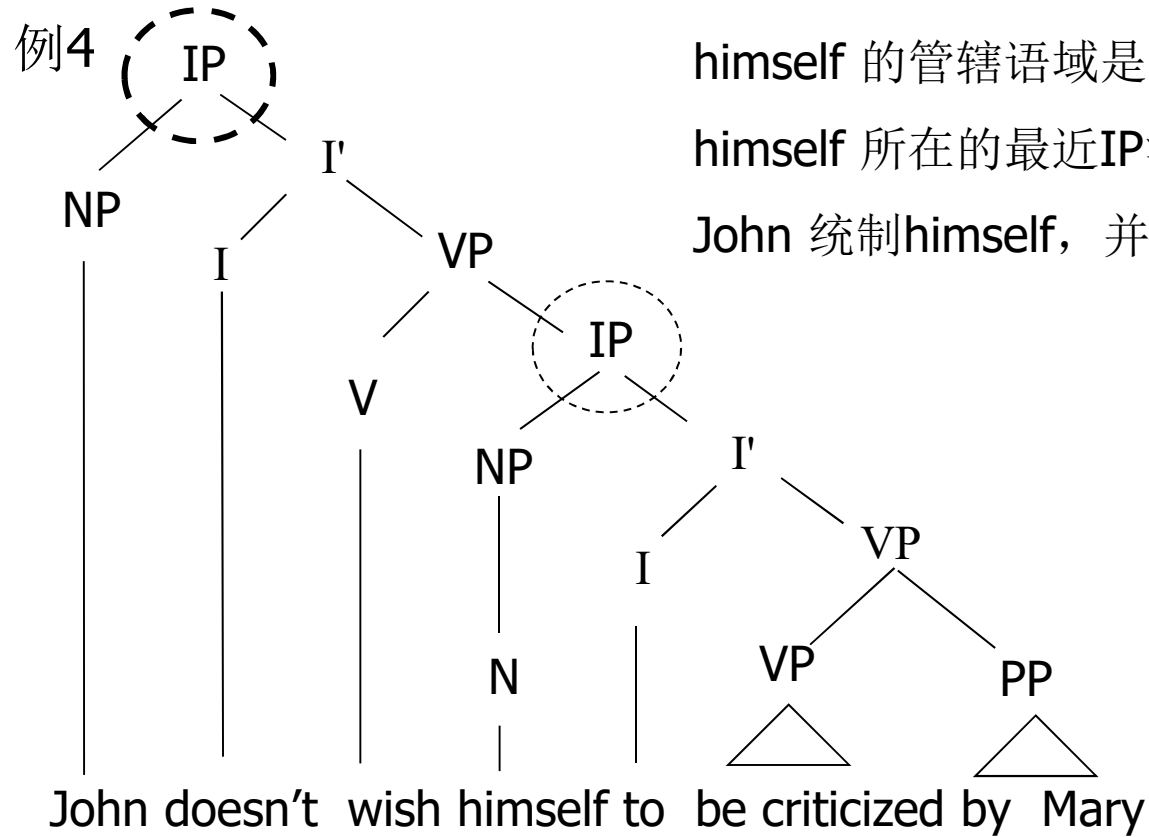 例4
himself 的管辖语域是
himself 所在的最近IP
John 统制himself，并
IP
NP
I'
I
VP
V
IP
NP
I'
N
I
VP
VP
PP
John doesn’t wish himself to be criticized by Mary